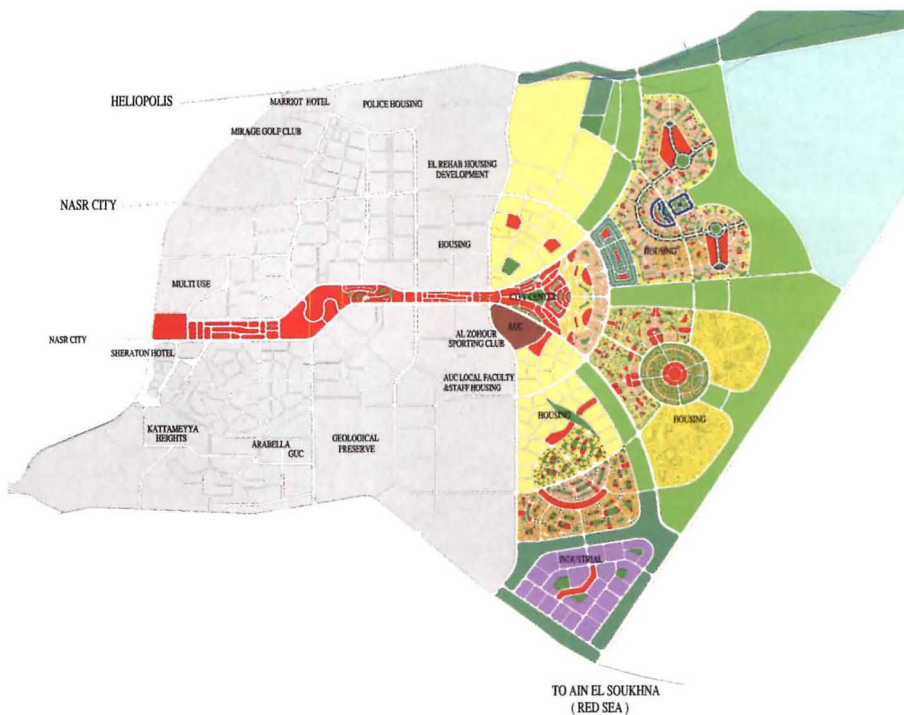 HELIOPOLIS
MARRIOT HOTEL
POLICE HOUSING
MIRAGE GOLF CLUB
EL REHAB HOUSING
DEVELOPMENT
NASR CITY
HOUSING
HOUSING
MULTI USE
CITY CENTER
AUC
NASR CITY
AL ZOHOUR
SPORTING CLUB
SHERATON HOTEL
AUC LOCAL FACULTY
&STAFF HOUSING
HOUSING
HOUSING
KATTAMEYYA
HEIGHTS
ARABELLA
GUC
GEOLOGICAL
PRESERVE
INDUSTRIAL
TO AIN EL SOUKHNA
( RED SEA )